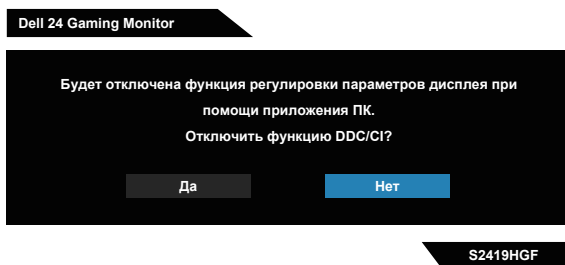 Dell 24 Gaming Monitor
Будет отключена функция регулировки параметров дисплея при
помощи приложения ПК.
Отключить функцию DDC/CI?
Да
Нет
S2419HGF